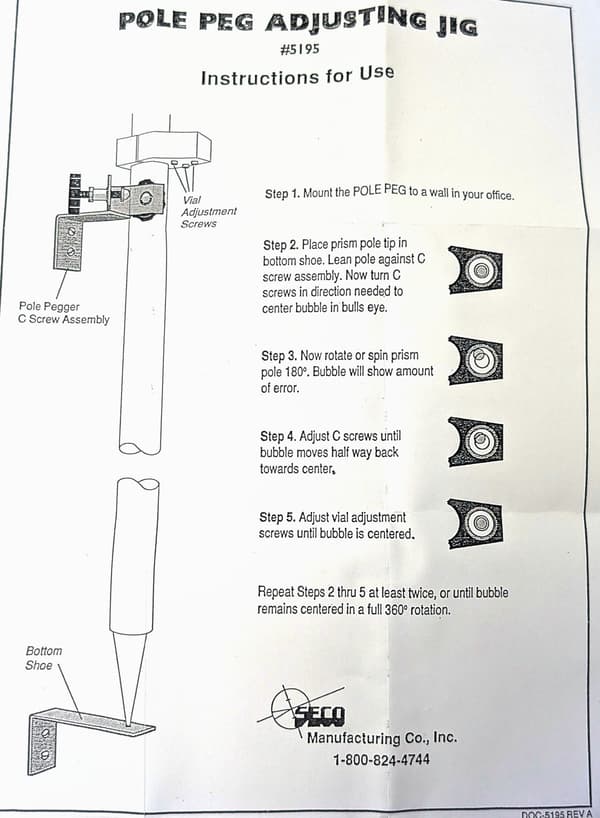 POLE PEG ADJUSTING JIG
#5195
Instructions for Use
Vial
Adjustment
Screws
Pole Pegger
C Screw Assembly
Step 1. Mount the POLE PEG to a wall in your office.
Step 2. Place prism pole tip in
bottom shoe. Lean pole against C
screw assembly. Now turn C
screws in direction needed to
center bubble in bulls eye.
Step 3. Now rotate or spin prism
pole 180º. Bubble will show amount
of error.
Step 4. Adjust C screws until
bubble moves half way back
towards center.
Step 5. Adjust vial adjustment
screws until bubble is centered.
Repeat Steps 2 thru 5 at least twice, or until bubble
remains centered in a full 360º rotation.
Bottom
Shoe
SECO
Manufacturing Co., Inc.
1-800-824-4744
DOC-5195 REV A